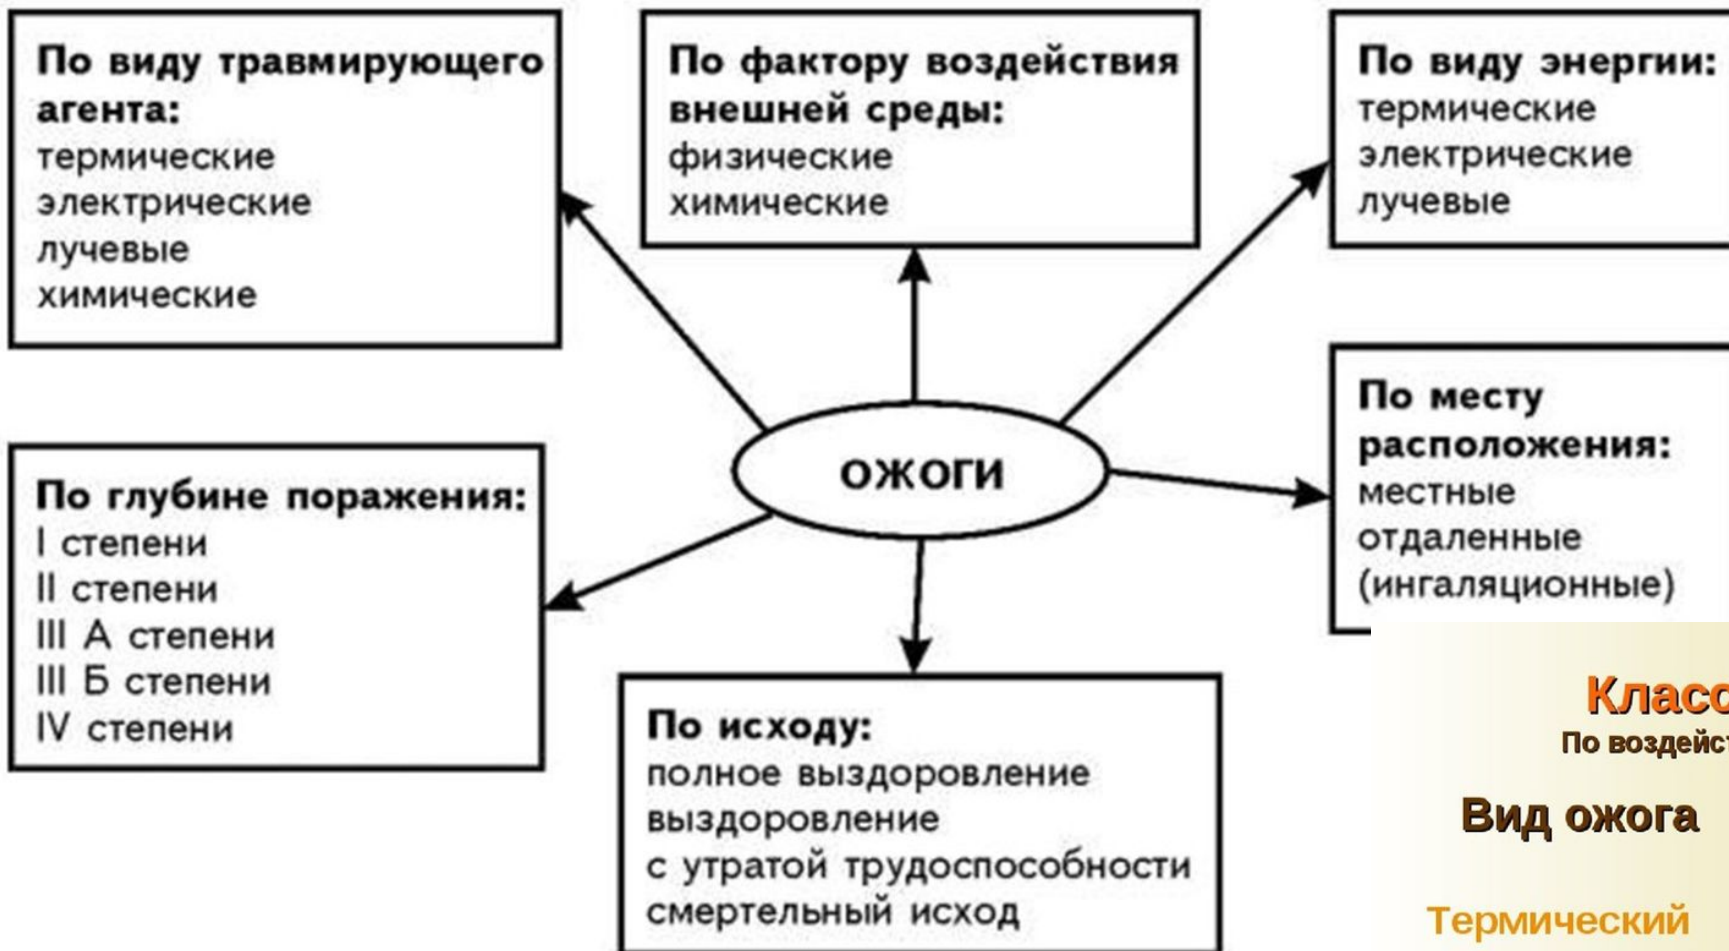 По виду травмирующего
агента:
термические
электрические
лучевые
химические
По фактору воздействия
внешней среды:
физические
химические
По виду энергии:
термические
электрические
лучевые
ОЖОГИ
По месту
расположения:
местные
отдаленные
(ингаляционные)
По глубине поражения:
I степени
II степени
III А степени
III Б степени
IV степени
По исходу:
полное выздоровление
выздоровление
с утратой трудоспособности
смертельный исход
По
Вид ожога
Термический